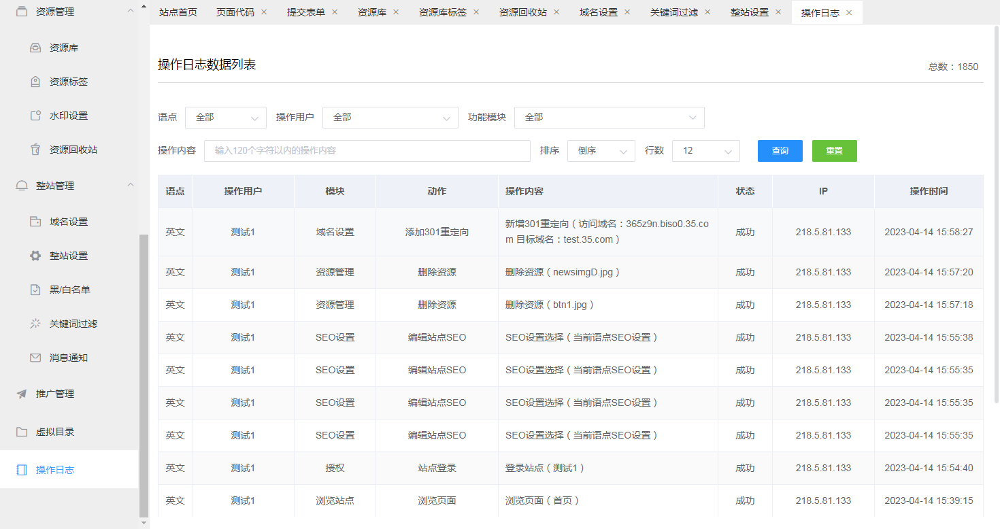 资源管理
资源库
资源标签
水印设置
资源回收站
整站管理
域名设置
整站设置
黑/白名单
关键词过滤
消息通知
推广管理
虚拟目录
操作日志
站点首页 页面代码 × 提交表单 × 资源库 × 资源库标签 × 资源回收站 × 域名设置 × 关键词过滤 × 整站设置 × 操作日志 ×
操作日志数据列表 总数：1850
语点 全部 操作用户 全部 功能模块 全部
操作内容 输入120个字符以内的操作内容 排序 倒序 行数 12 查询 重置
语点 操作用户 模块 动作 操作内容 状态 IP 操作时间
英文 测试1 域名设置 添加301重定向 新增301重定向（访问域名：365z9n.biso0.35.co
m 目标域名：test.35.com） 成功 218.5.81.133 2023-04-14 15:58:27
英文 测试1 资源管理 删除资源 删除资源（newsimgD.jpg） 成功 218.5.81.133 2023-04-14 15:57:20
英文 测试1 资源管理 删除资源 删除资源（btn1.jpg） 成功 218.5.81.133 2023-04-14 15:57:18
英文 测试1 SEO设置 编辑站点SEO SEO设置选择（当前语点SEO设置） 成功 218.5.81.133 2023-04-14 15:55:38
英文 测试1 SEO设置 编辑站点SEO SEO设置选择（当前语点SEO设置） 成功 218.5.81.133 2023-04-14 15:55:35
英文 测试1 SEO设置 编辑站点SEO SEO设置选择（当前语点SEO设置） 成功 218.5.81.133 2023-04-14 15:55:35
英文 测试1 SEO设置 编辑站点SEO SEO设置选择（当前语点SEO设置） 成功 218.5.81.133 2023-04-14 15:55:35
英文 测试1 授权 站点登录 登录站点（测试1） 成功 218.5.81.133 2023-04-14 15:54:40
英文 测试1 浏览站点 浏览页面 浏览页面（首页） 成功 218.5.81.133 2023-04-14 15:39:15